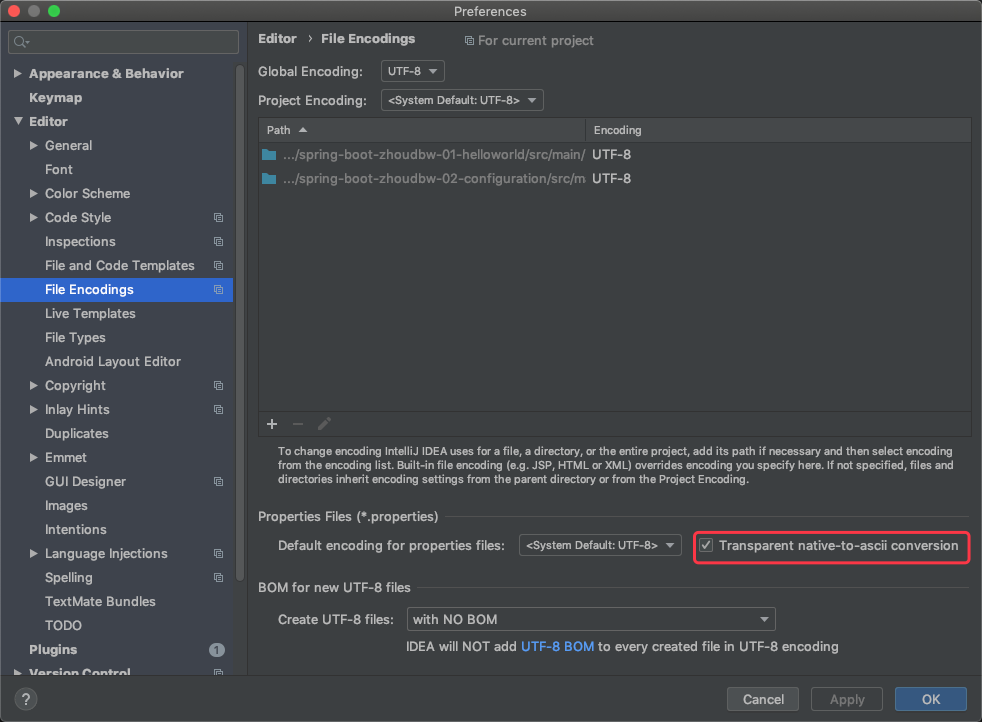 Preferences
Appearance & Behavior
Keymap
Editor
General
Font
Color Scheme
Code Style
Inspections
File and Code Templates
File Encodings
Live Templates
File Types
Android Layout Editor
Copyright
Inlay Hints
Duplicates
Emmet
GUI Designer
Images
Intentions
Language Injections
Spelling
TextMate Bundles
TODO
Plugins 1
Version Control
Editor › File Encodings For current project
Global Encoding: UTF-8
Project Encoding: <System Default: UTF-8>
Path Encoding
.../spring-boot-zhoudbw-01-helloworld/src/main/ UTF-8
.../spring-boot-zhoudbw-02-configuration/src/m UTF-8
To change encoding IntelliJ IDEA uses for a file, a directory, or the entire project, add its path if necessary and then select encoding
from the encoding list. Built-in file encoding (e.g. JSP, HTML or XML) overrides encoding you specify here. If not specified, files and
directories inherit encoding settings from the parent directory or from the Project Encoding.
Properties Files (*.properties)
Default encoding for properties files: <System Default: UTF-8> Transparent native-to-ascii conversion
BOM for new UTF-8 files
Create UTF-8 files: with NO BOM
IDEA will NOT add UTF-8 BOM to every created file in UTF-8 encoding
? Cancel Apply OK